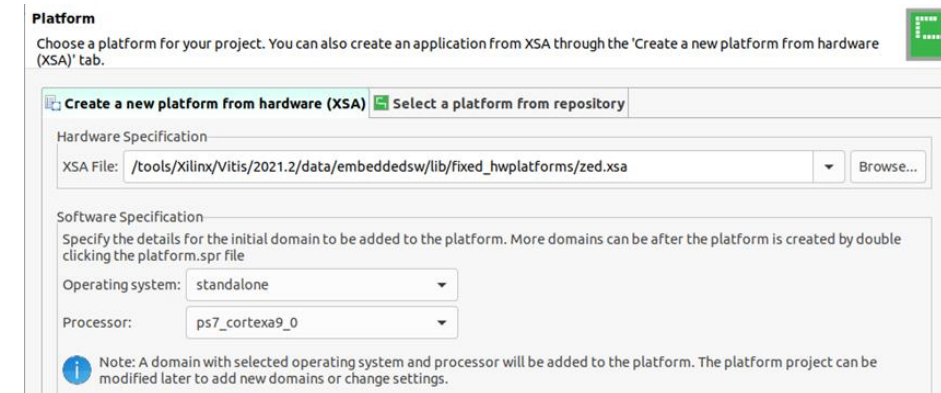 Platform
Choose a platform for your project. You can also create an application from XSA through the 'Create a new platform from hardware
(XSA)' tab.
Create a new platform from hardware (XSA) Select a platform from repository
Hardware Specification
XSA File: /tools/Xilinx/Vitis/2021.2/data/embeddedsw/lib/fixed_hwplatforms/zed.xsa Browse...
Software Specification
Specify the details for the initial domain to be added to the platform. More domains can be after the platform is created by double
clicking the platform.spr file
Operating system: standalone
Processor: ps7_cortexa9_0
Note: A domain with selected operating system and processor will be added to the platform. The platform project can be
modified later to add new domains or change settings.